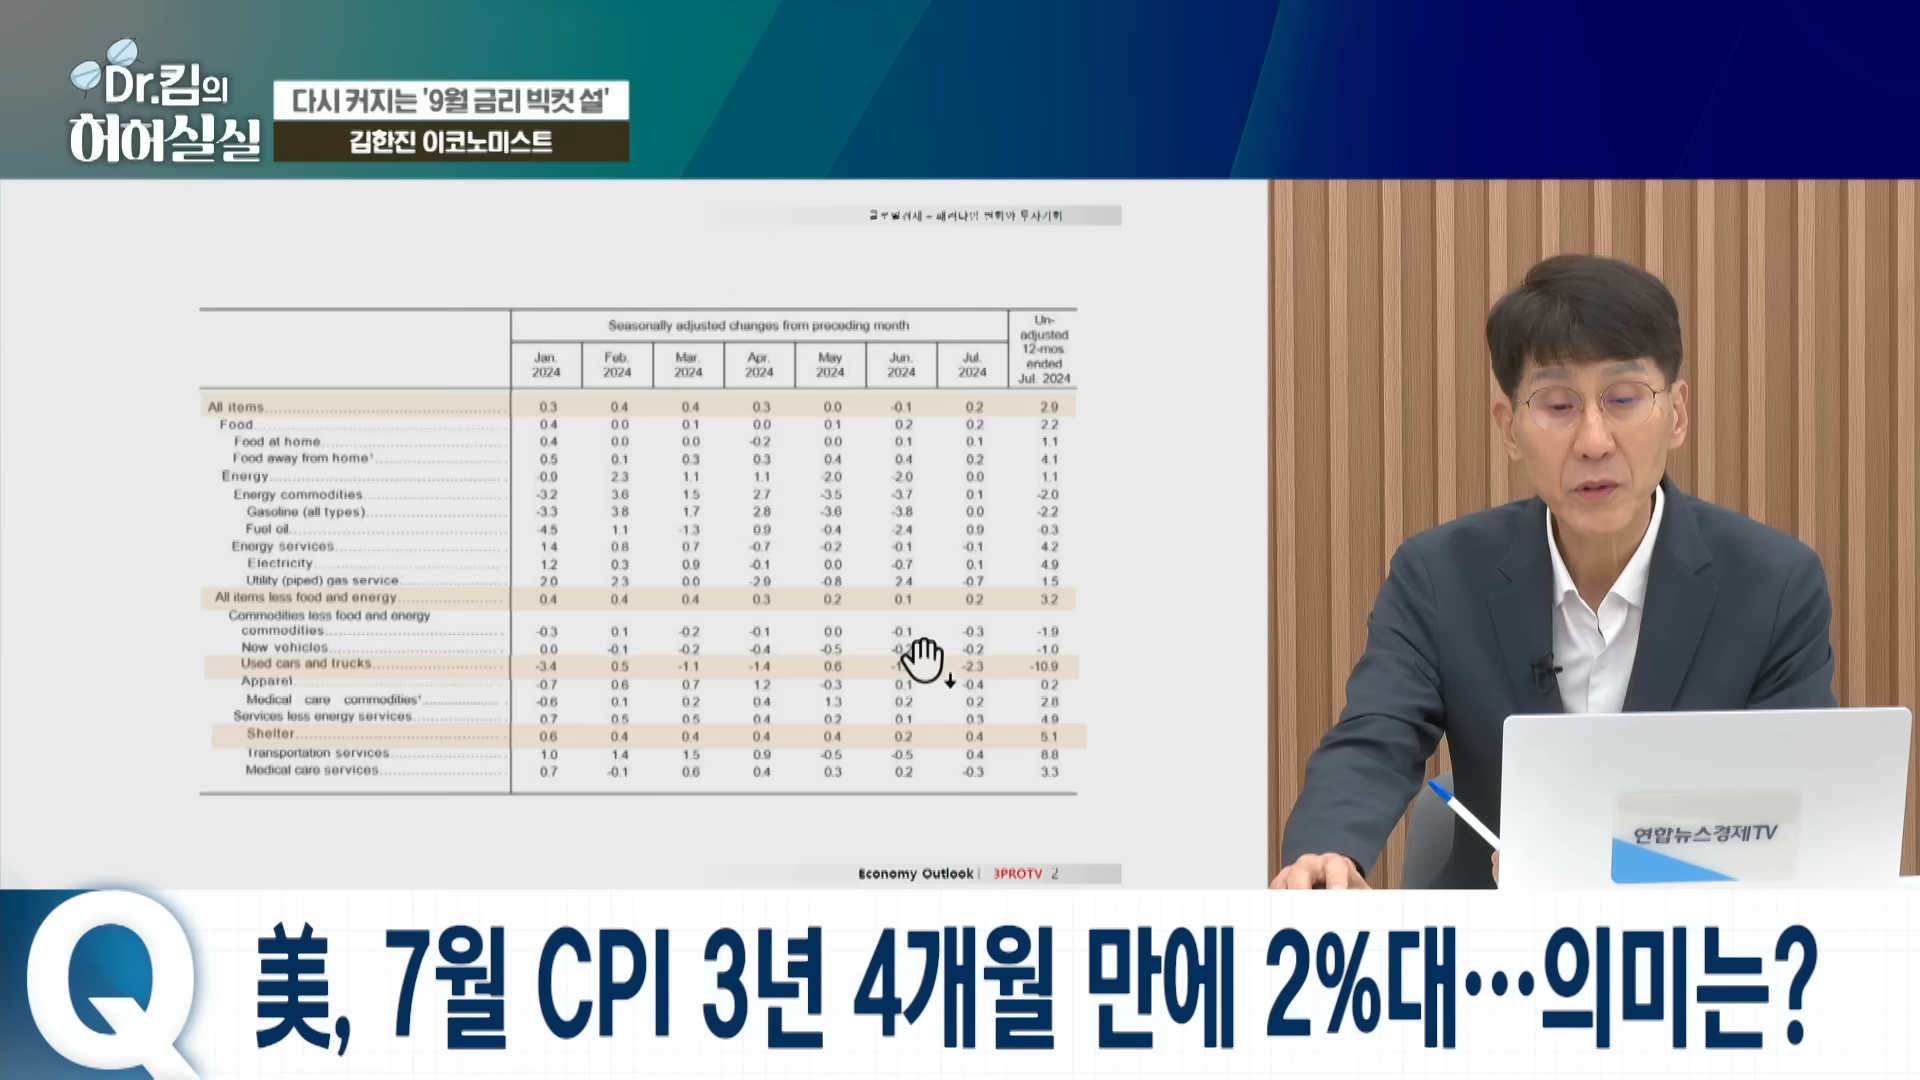 Dr.킴의
허허실실
다시 커지는 '9월 금리 빅컷 설'
김한진 이코노미스트
Seasonally adjusted changes from preceding month
Un-
adjusted
12-mos.
ended
Jul. 2024
Jan. 2024 Feb. 2024 Mar. 2024 Apr. 2024 May 2024 Jun. 2024 Jul. 2024
All items 0.3 0.4 0.4 0.3 0.0 -0.1 0.2 2.9
Food 0.4 0.0 0.1 0.0 0.1 0.2 0.2 2.2
Food at home 0.4 0.0 0.0 -0.2 0.0 0.1 0.1 1.1
Food away from home¹ 0.5 0.1 0.3 0.3 0.4 0.4 0.2 4.1
Energy -0.9 2.3 1.1 1.1 -2.0 -2.0 0.0 1.1
Energy commodities -3.2 3.6 1.5 2.7 -3.5 -3.7 0.1 -2.0
Gasoline (all types) -3.3 3.8 1.7 2.8 -3.6 -3.8 0.0 -2.2
Fuel oil -4.5 1.1 -1.3 0.9 -0.4 -2.4 0.9 -0.3
Energy services 1.4 0.8 0.7 -0.7 -0.2 -0.1 -0.1 4.2
Electricity 1.2 0.3 0.9 -0.1 0.0 -0.7 0.1 4.9
Utility (piped) gas service 2.0 2.3 0.0 -2.9 -0.8 2.4 -0.7 1.5
All items less food and energy 0.4 0.4 0.4 0.3 0.2 0.1 0.2 3.2
Commodities less food and energy
commodities -0.3 0.1 -0.2 -0.1 0.0 -0.1 -0.3 -1.9
New vehicles 0.0 -0.1 -0.2 -0.4 -0.5 -0.2 -1.0
Used cars and trucks -3.4 0.5 -1.1 -1.4 0.6 -2.3 -10.9
Apparel -0.7 0.6 0.7 1.2 -0.3 0.1 -0.4 0.2
Medical care commodities¹ -0.6 0.1 0.2 0.4 1.3 0.2 0.2 2.8
Services less energy services 0.7 0.5 0.5 0.4 0.2 0.1 0.3 4.9
Shelter 0.6 0.4 0.4 0.4 0.4 0.2 0.4 5.1
Transportation services 1.0 1.4 1.5 0.9 -0.5 -0.5 0.4 8.8
Medical care services 0.7 -0.1 0.6 0.4 0.3 0.2 -0.3 3.3
Economy Outlook | 3PROTV 2
연합뉴스경제TV
Q 美, 7월 CPI 3년 4개월 만에 2%대…의미는?